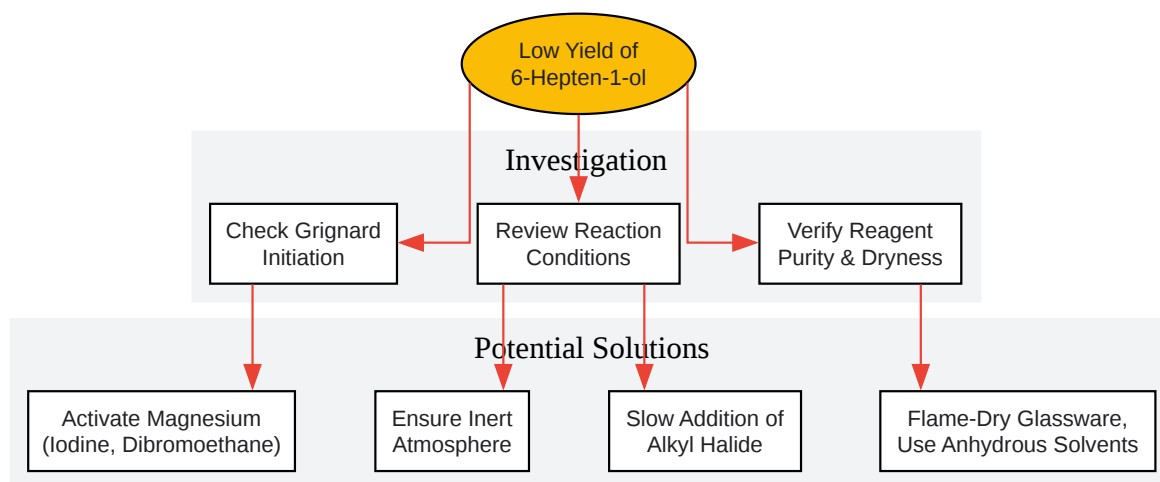 Low Yield of
6-Hepten-1-ol
Investigation
Check Grignard
Initiation
Review Reaction
Conditions
Verify Reagent
Purity & Dryness
Potential Solutions
Activate Magnesium
(Iodine, Dibromoethane)
Ensure Inert
Atmosphere
Slow Addition of
Alkyl Halide
Flame-Dry Glassware,
Use Anhydrous Solvents